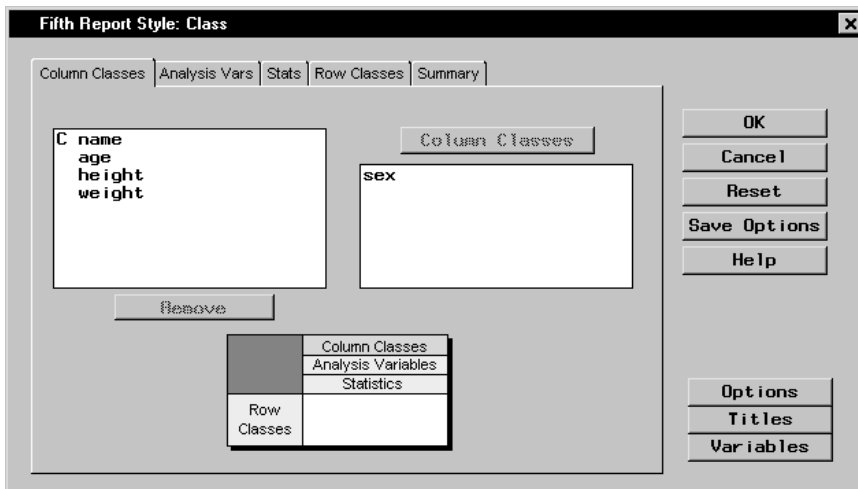 Fifth Report Style: Class
Column Classes
Analysis Vars
Stats
Row Classes
Summary
C name
age
height
weight
Remove
Column Classes
sex
Column Classes
Analysis Variables
Statistics
Row
Classes
OK
Cancel
Reset
Save Options
Help
Options
Titles
Variables